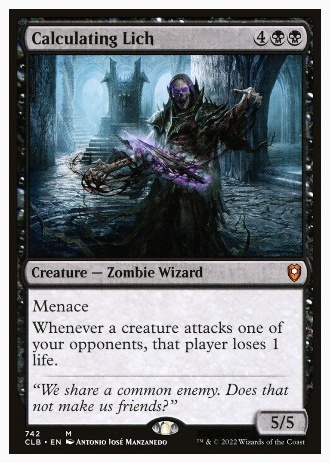 Calculating Lich 4
Creature — Zombie Wizard
Menace
Whenever a creature attacks one of
your opponents, that player loses 1
life.
“We share a common enemy. Does that
not make us friends?”
5/5
742 M
CLB • EN Antonio José Manzanedo
™ & © 2022 Wizards of the Coast